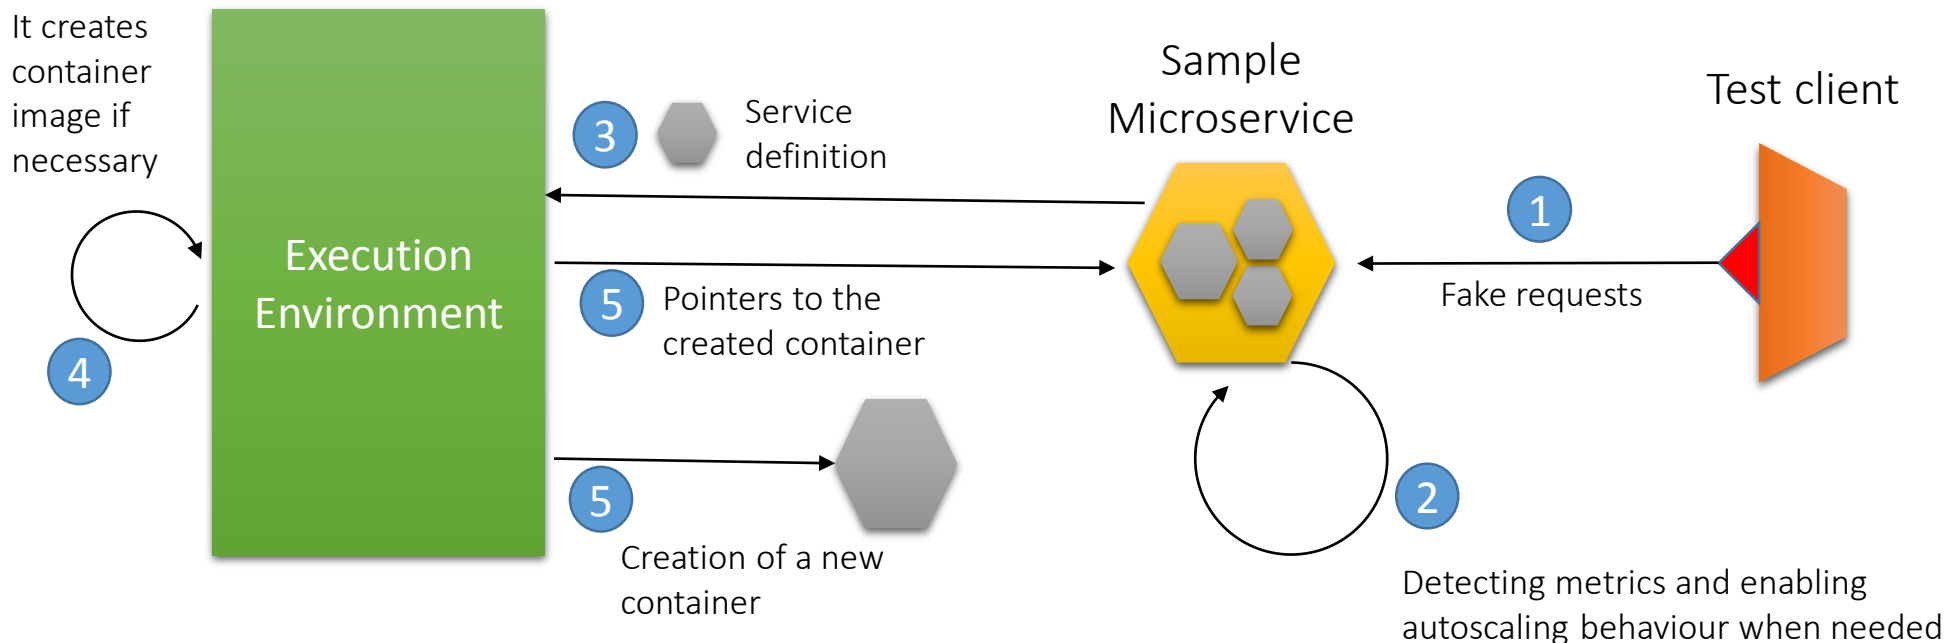 It creates
container
image if
necessary
4
Execution
Environment
3
Service
definition
5
Pointers to the
created container
5
Creation of a new
container
Sample
Microservice
2
Detecting metrics and enabling
autoscaling behaviour when needed
1
Fake requests
Test client